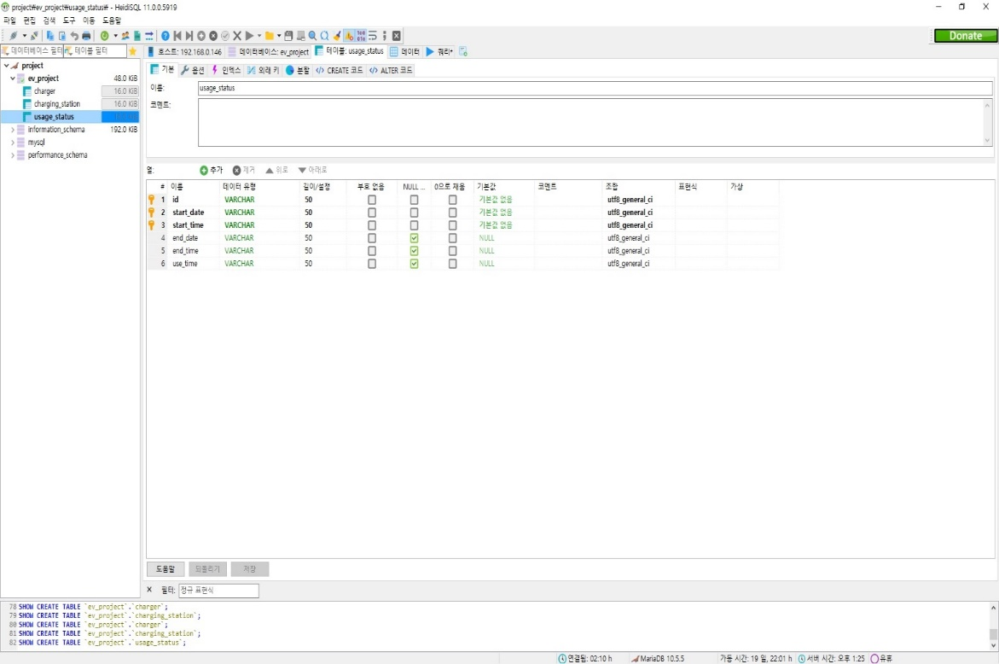 project₩ev_project₩usage_status₩ - HeidiSQL 11.0.0.5919
파일 편집 검색 도구 이동 도움말
Donate
데이터베이스 필터 테이블 필터
호스트: 192.168.0.146 데이터베이스: ev_project 테이블: usage_status 데이터 쿼리*
project
ev_project 48.0 KiB
charger 16.0 KiB
charging_station 16.0 KiB
usage_status
information_schema 192.0 KiB
mysql
performance_schema
기본 옵션 인덱스 외래 키 분할 CREATE 코드 ALTER 코드
이름: usage_status
코멘트:
열: 추가 제거 위로 아래로
# 이름 데이터 유형 길이/설정 부호 없음 NULL ... 0으로 채움 기본값 코멘트 조합 표현식 가상
1 id VARCHAR 50 기본값 없음 utf8_general_ci
2 start_date VARCHAR 50 기본값 없음 utf8_general_ci
3 start_time VARCHAR 50 기본값 없음 utf8_general_ci
4 end_date VARCHAR 50 NULL utf8_general_ci
5 end_time VARCHAR 50 NULL utf8_general_ci
6 use_time VARCHAR 50 NULL utf8_general_ci
도움말 되돌리기 저장
필터: 정규 표현식
78 SHOW CREATE TABLE `ev_project`.`charger`;
79 SHOW CREATE TABLE `ev_project`.`charging_station`;
80 SHOW CREATE TABLE `ev_project`.`charger`;
81 SHOW CREATE TABLE `ev_project`.`charging_station`;
82 SHOW CREATE TABLE `ev_project`.`usage_status`;
연결됨: 02:10 h MariaDB 10.5.5 가동 시간: 19 일, 22:01 h 서버 시간: 오후 1:25 유휴